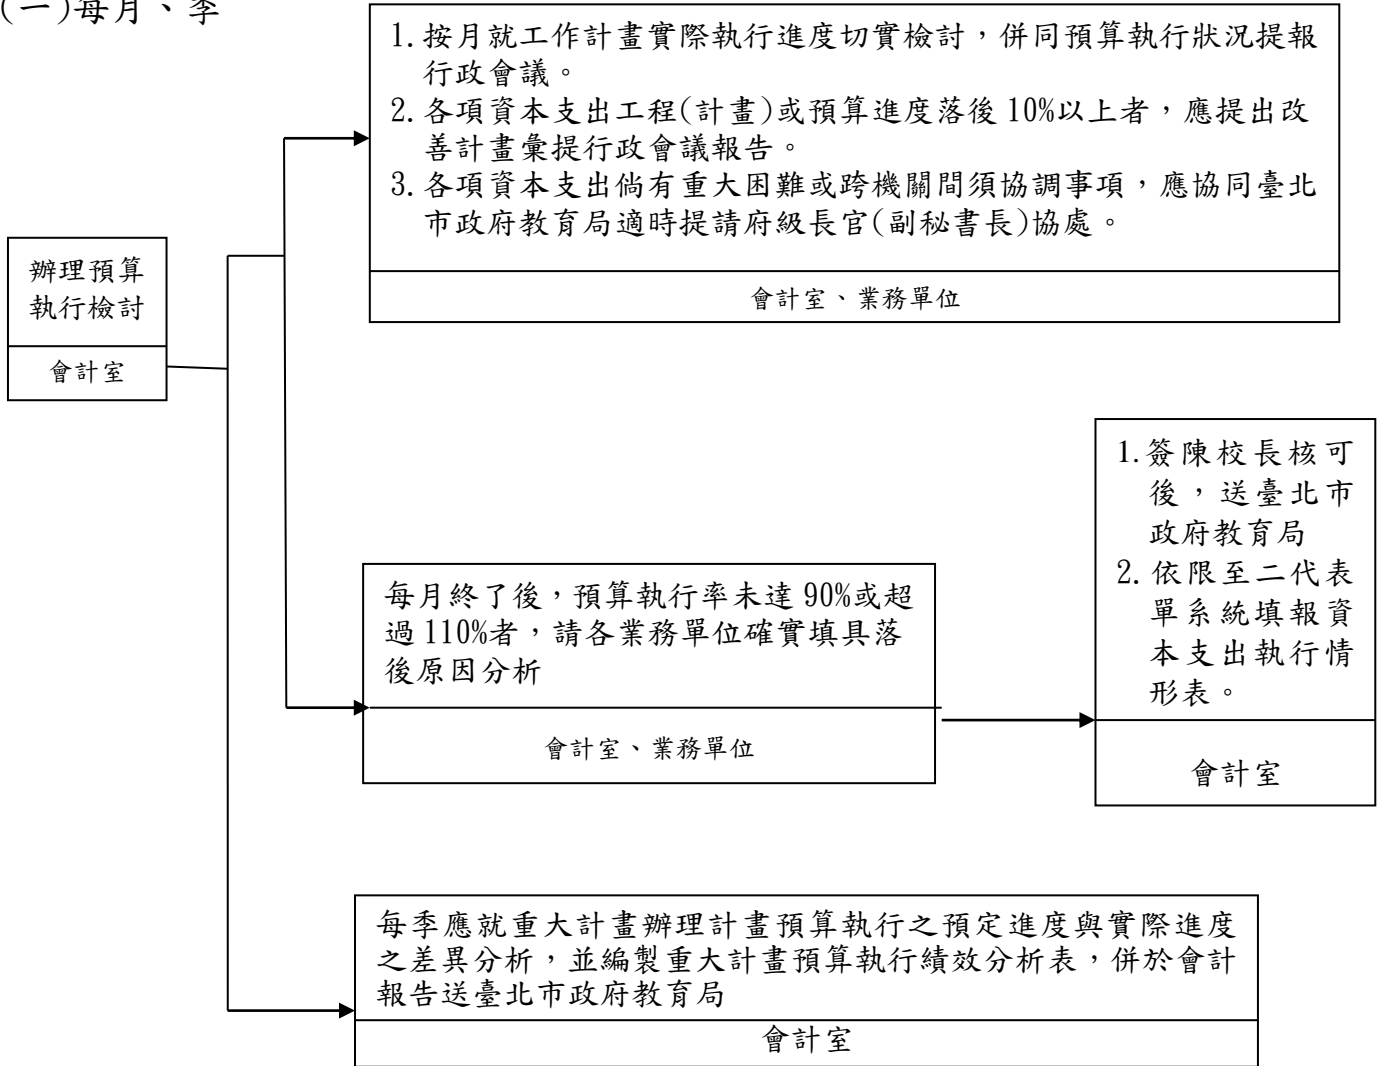 (一)每月、季
1.按月就工作計畫實際執行進度切實檢討，併同預算執行狀況提報
行政會議。
2.各項資本支出工程(計畫)或預算進度落後 10%以上者，應提出改
善計畫彙提行政會議報告。
3.各項資本支出倘有重大困難或跨機關間須協調事項，應協同臺北
市政府教育局適時提請府級長官(副秘書長)協處。
會計室、業務單位
辦理預算
執行檢討
會計室
每月終了後，預算執行率未達 90%或超
過 110%者，請各業務單位確實填具落
後原因分析
會計室、業務單位
1.簽陳校長核可
後，送臺北市
政府教育局
2.依限至二代表
單系統填報資
本支出執行情
形表。
會計室
每季應就重大計畫辦理計畫預算執行之預定進度與實際進度
之差異分析，並編製重大計畫預算執行績效分析表，併於會計
報告送臺北市政府教育局
會計室